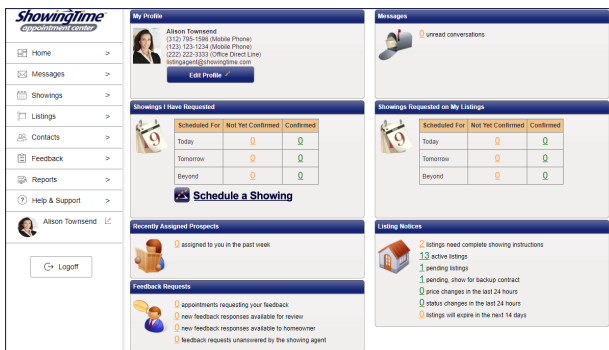 ShowingTime
appointment center
Home >
Messages >
Showings >
Listings >
Contacts >
Feedback >
Reports >
Help & Support >
Alison Townsend
Logoff
My Profile
Alison Townsend
(312) 795-1596 (Mobile Phone)
(123) 123-1234 (Mobile Phone)
(222) 222-3333 (Office Direct Line)
listingagent@showingtime.com
Edit Profile
Messages
0 unread conversations
Showings I Have Requested
19
Scheduled For Not Yet Confirmed Confirmed
Today 0 0
Tomorrow 0 0
Beyond 0 0
Schedule a Showing
Showings Requested on My Listings
19
Scheduled For Not Yet Confirmed Confirmed
Today 0 0
Tomorrow 0 0
Beyond 0 0
Recently Assigned Prospects
0 assigned to you in the past week
Listing Notices
2 listings need complete showing instructions
13 active listings
1 pending listings
1 pending, show for backup contract
0 price changes in the last 24 hours
0 status changes in the last 24 hours
0 listings will expire in the next 14 days
Feedback Requests
0 appointments requesting your feedback
0 new feedback responses available for review
0 new feedback responses available to homeowner
0 feedback requests unanswered by the showing agent